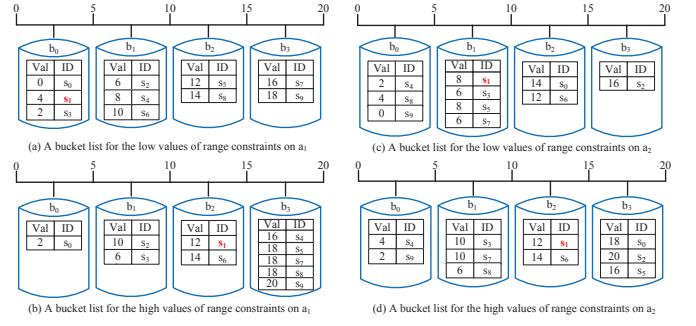 0 5 10 15 20
b₀ b₁ b₂ b₃
Val ID Val ID Val ID Val ID
0 s₀ 6 s₂ 12 s₅ 16 s₇
4 s₁ 8 s₄ 14 s₈ 18 s₉
2 s₃ 10 s₆
(a) A bucket list for the low values of range constraints on a₁
0 5 10 15 20
b₀ b₁ b₂ b₃
Val ID Val ID Val ID Val ID
2 s₀ 10 s₂ 12 s₁ 16 s₄
6 s₃ 14 s₆ 18 s₅
18 s₇
18 s₈
20 s₉
(b) A bucket list for the high values of range constraints on a₁
0 5 10 15 20
b₀ b₁ b₂ b₃
Val ID Val ID Val ID Val ID
2 s₄ 8 s₁ 14 s₀ 16 s₂
4 s₈ 6 s₃ 12 s₆
0 s₉ 8 s₅
6 s₇
(c) A bucket list for the low values of range constraints on a₂
0 5 10 15 20
b₀ b₁ b₂ b₃
Val ID Val ID Val ID Val ID
4 s₄ 10 s₃ 12 s₁ 18 s₀
2 s₉ 10 s₇ 14 s₆ 20 s₂
6 s₈ 16 s₅
(d) A bucket list for the high values of range constraints on a₂